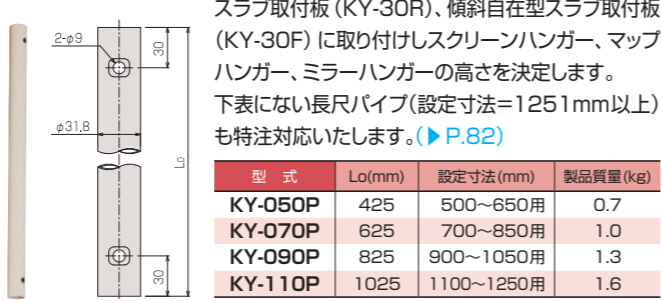 スラブ取付板(KY-30R)、傾斜自在型スラブ取付板
(KY-30F)に取り付けしスクリーンハンガー、マップ
ハンガー、ミラーハンガーの高さを決定します。
下表にない長尺パイプ(設定寸法=1251mm以上)
も特注対応いたします。(▶P.82)
2-φ9
30
φ31.8
Lo
30
型 式 Lo(mm) 設定寸法(mm) 製品質量(kg)
KY-050P 425 500~650用 0.7
KY-070P 625 700~850用 1.0
KY-090P 825 900~1050用 1.3
KY-110P 1025 1100~1250用 1.6